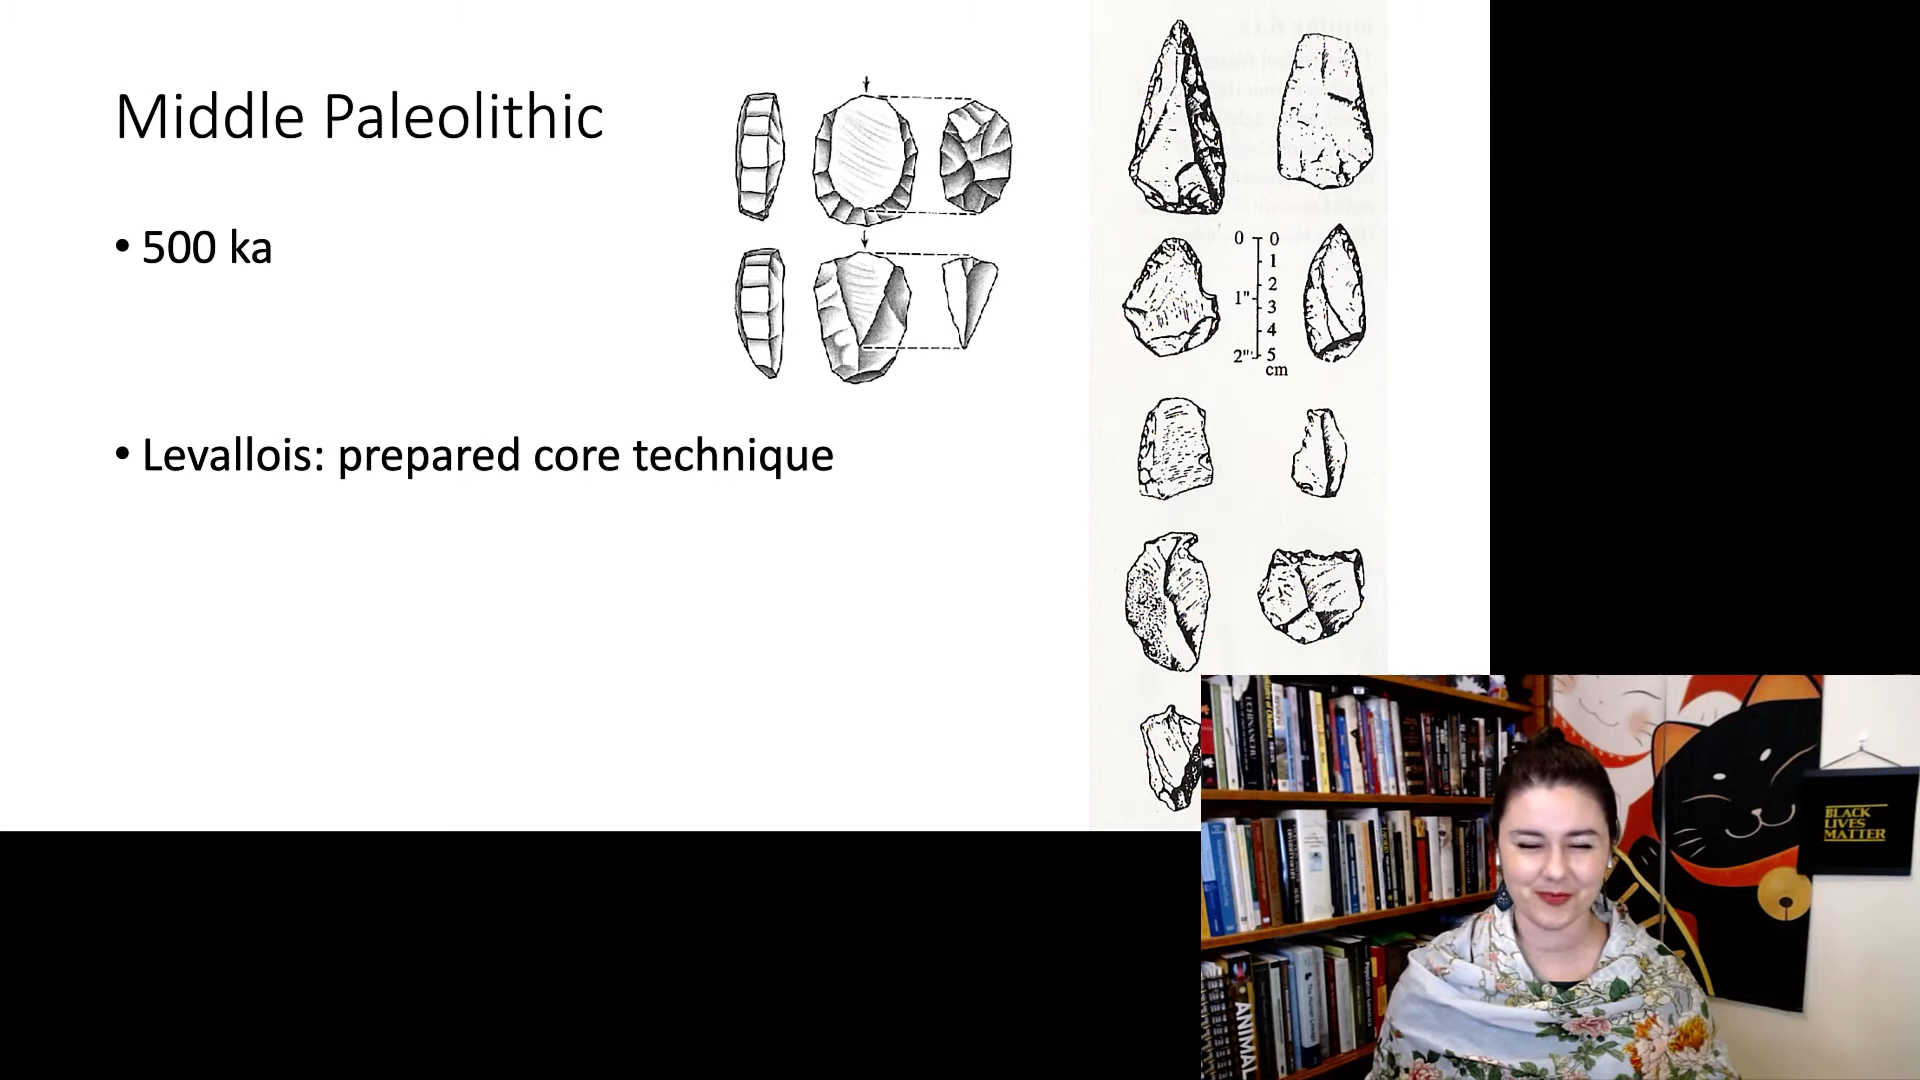 Middle Paleolithic
• 500 ka
• Levallois: prepared core technique
0 0
1
2
1" 3
4
2" 5
cm
BLACK
LIVES
MATTER
ANIMAL